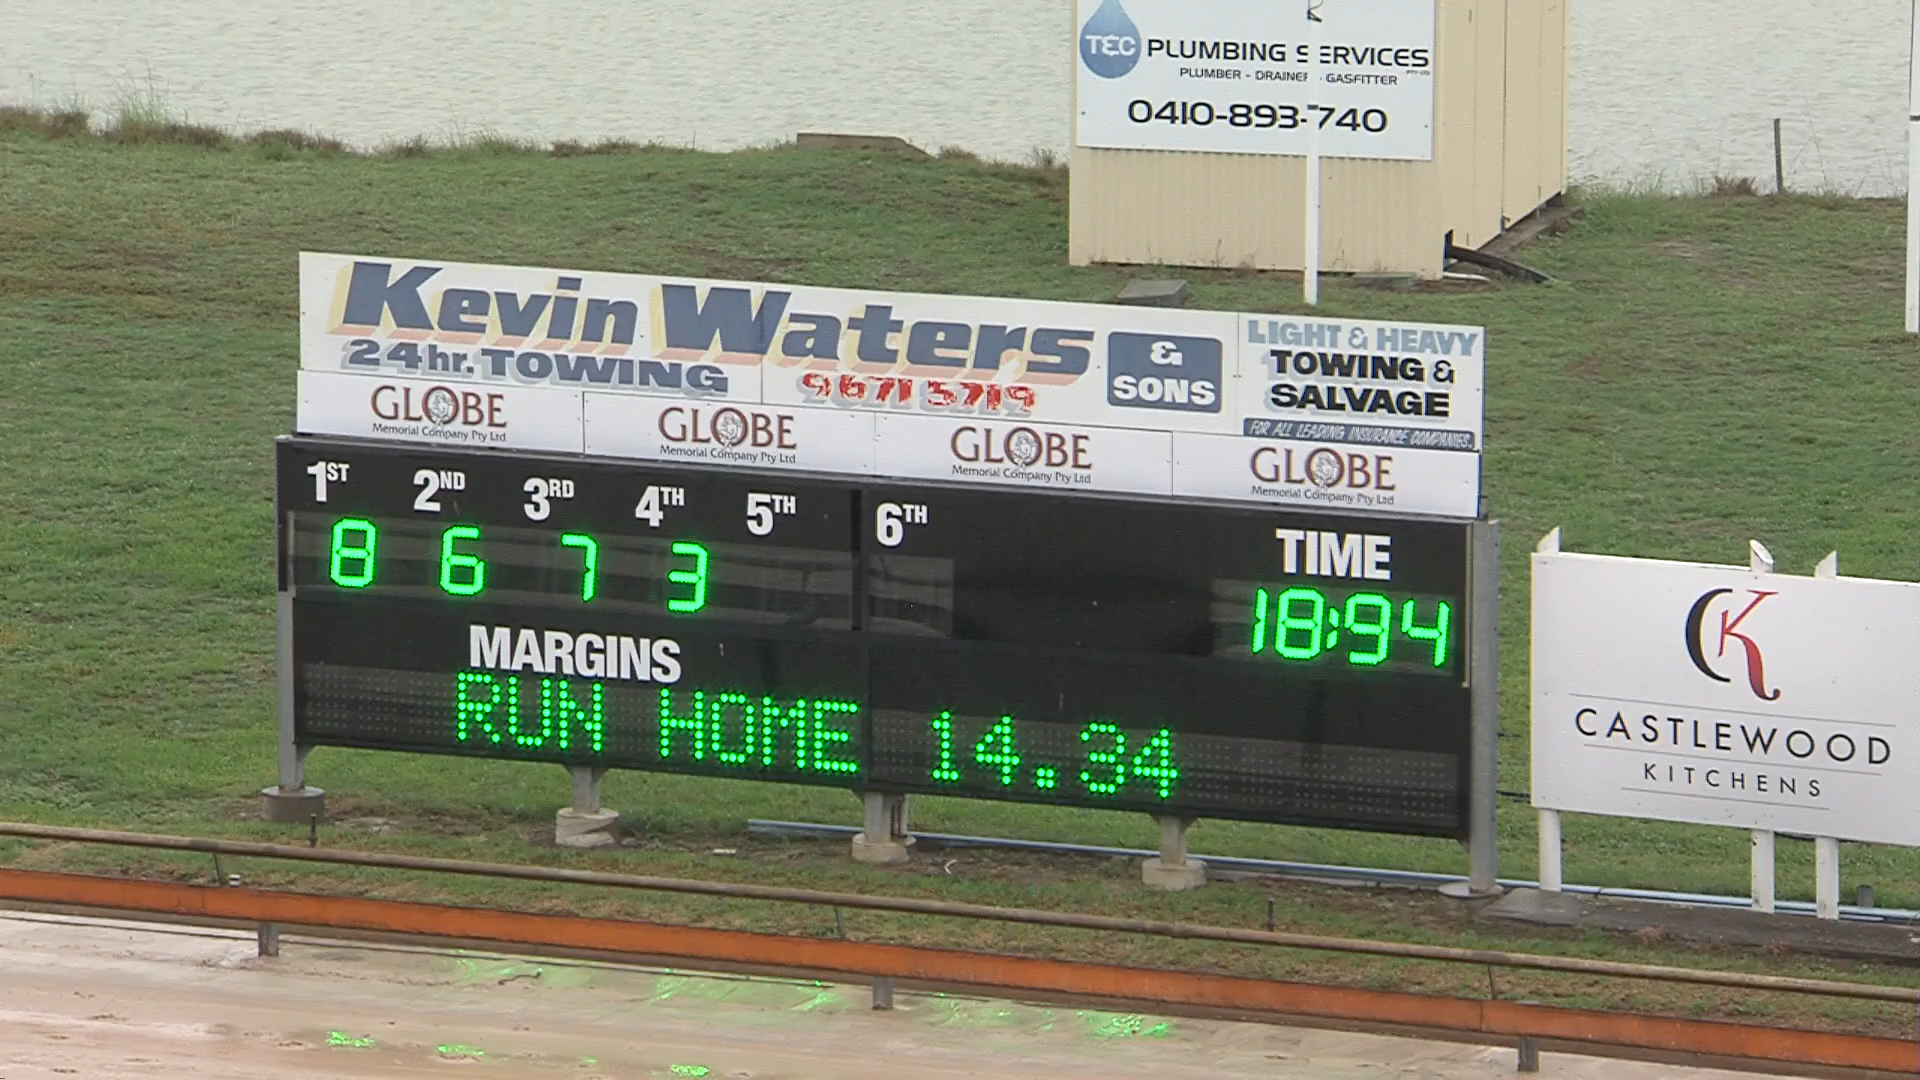 TEC PLUMBING SERVICES PTY LTD
PLUMBER - DRAINER - GASFITTER
0410-893-740
Kevin Waters & SONS
24hr. TOWING
9671 5719
LIGHT & HEAVY
TOWING &
SALVAGE
FOR ALL LEADING INSURANCE COMPANIES.
GLOBE
Memorial Company Pty Ltd
GLOBE
Memorial Company Pty Ltd
GLOBE
Memorial Company Pty Ltd
GLOBE
Memorial Company Pty Ltd
1ST 2ND 3RD 4TH 5TH 6TH TIME
8 6 7 3 18:94
MARGINS
RUN HOME 14.34
CK
CASTLEWOOD
KITCHENS